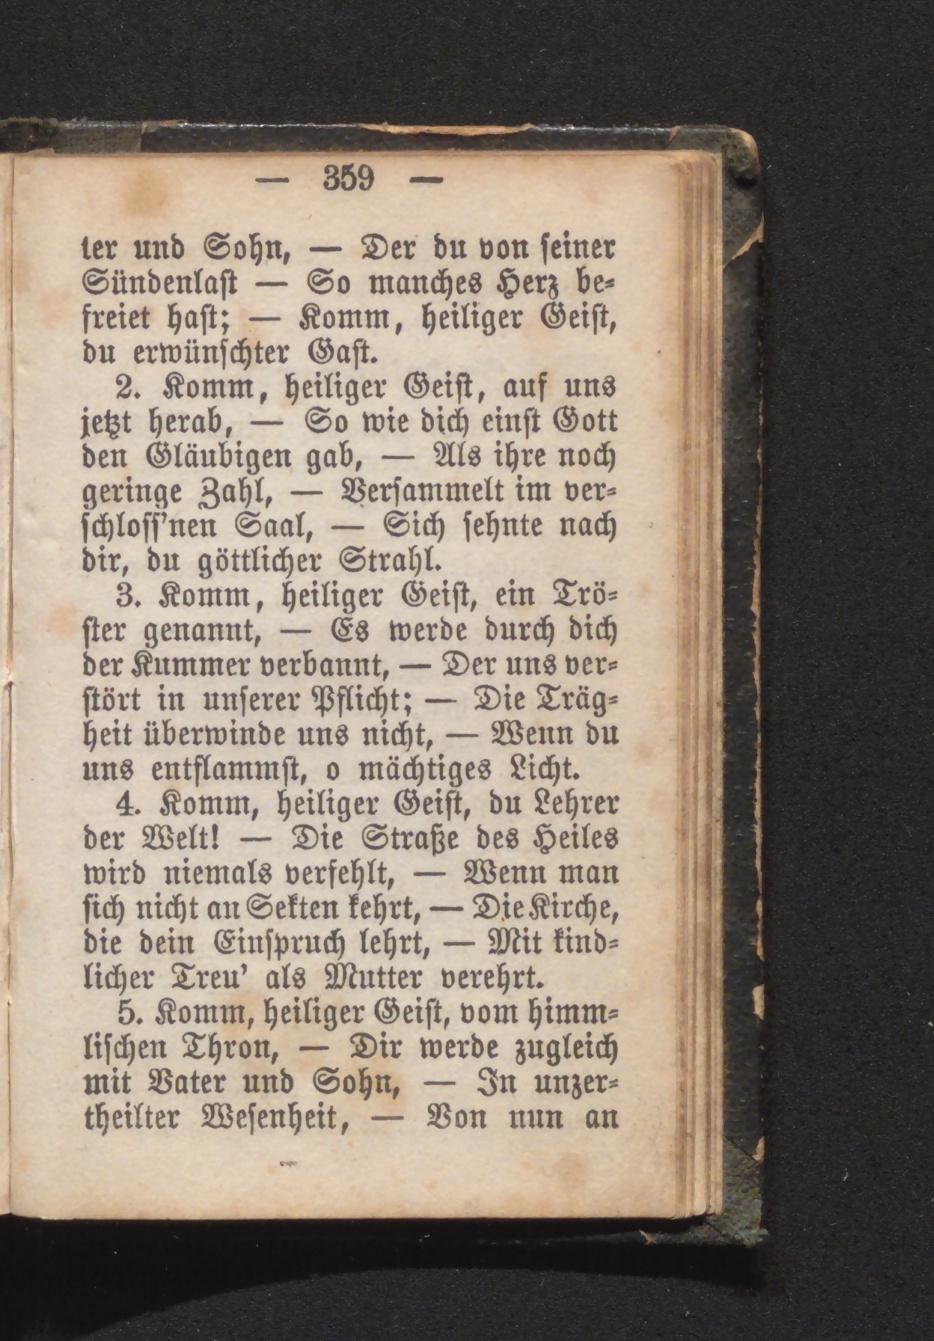 — 359 —
ter und Sohn, — Der du von seiner
Sündenlast — So manches Herz be-
freiet hast; — Komm, heiliger Geist,
du erwünschter Gast.
2. Komm, heiliger Geist, auf uns
jetzt herab, — So wie dich einst Gott
den Gläubigen gab, — Als ihre noch
geringe Zahl, — Versammelt im ver-
schloss'nen Saal, — Sich sehnte nach
dir, du göttlicher Strahl.
3. Komm, heiliger Geist, ein Trö-
ster genannt, — Es werde durch dich
der Kummer verbannt, — Der uns ver-
stört in unserer Pflicht; — Die Träg-
heit überwinde uns nicht, — Wenn du
uns entflammst, o mächtiges Licht.
4. Komm, heiliger Geist, du Lehrer
der Welt! — Die Straße des Heiles
wird niemals verfehlt, — Wenn man
sich nicht an Sekten kehrt, — Die Kirche,
die dein Einspruch lehrt, — Mit kind-
licher Treu' als Mutter verehrt.
5. Komm, heiliger Geist, vom himm-
lischen Thron, — Dir werde zugleich
mit Vater und Sohn, — In unzer-
theilter Wesenheit, — Von nun an